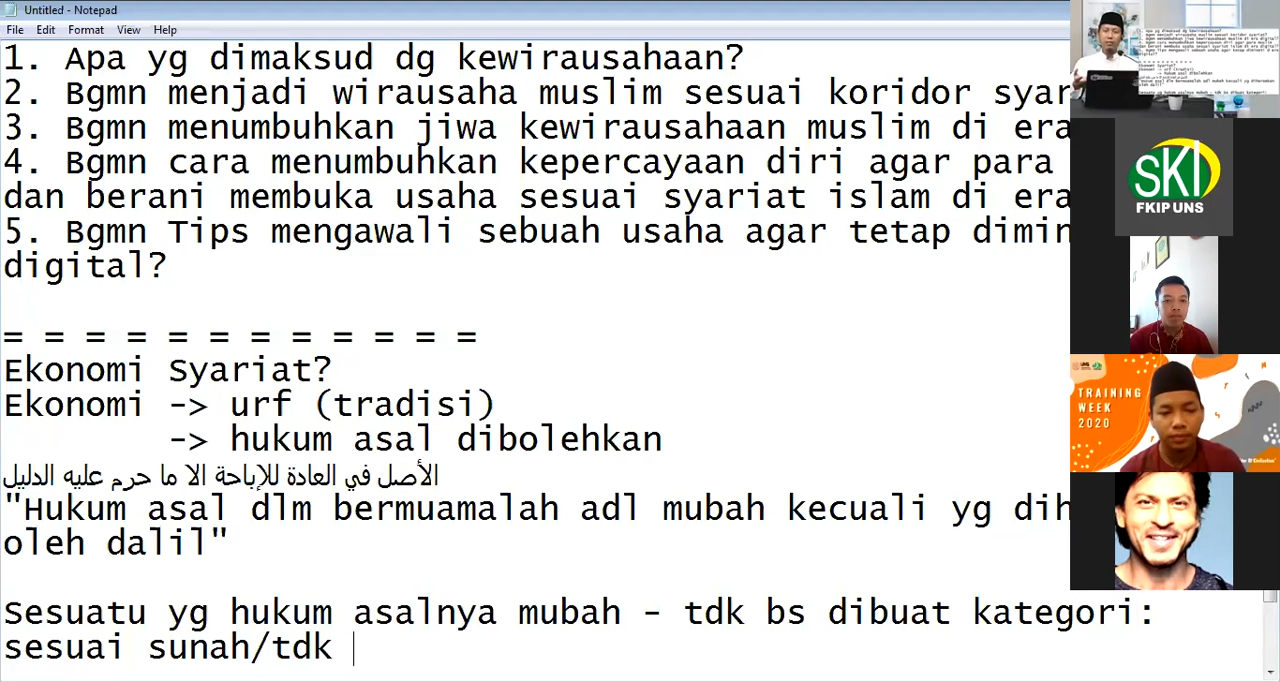 Untitled - Notepad
File Edit Format View Help
1. Apa yg dimaksud dg kewirausahaan?
2. Bgmn menjadi wirausaha muslim sesuai koridor syar
3. Bgmn menumbuhkan jiwa kewirausahaan muslim di era
4. Bgmn cara menumbuhkan kepercayaan diri agar para
dan berani membuka usaha sesuai syariat islam di era
5. Bgmn Tips mengawali sebuah usaha agar tetap dimin
digital?
= = = = = = = = = = = =
Ekonomi Syariat?
Ekonomi -> urf (tradisi)
-> hukum asal dibolehkan
الأصل في العادة للإباحة الا ما حرم عليه الدليل
"Hukum asal dlm bermuamalah adl mubah kecuali yg dih
oleh dalil"
Sesuatu yg hukum asalnya mubah - tdk bs dibuat kategori:
sesuai sunah/tdk
SKI
FKIP UNS
TRAINING
WEEK
2020